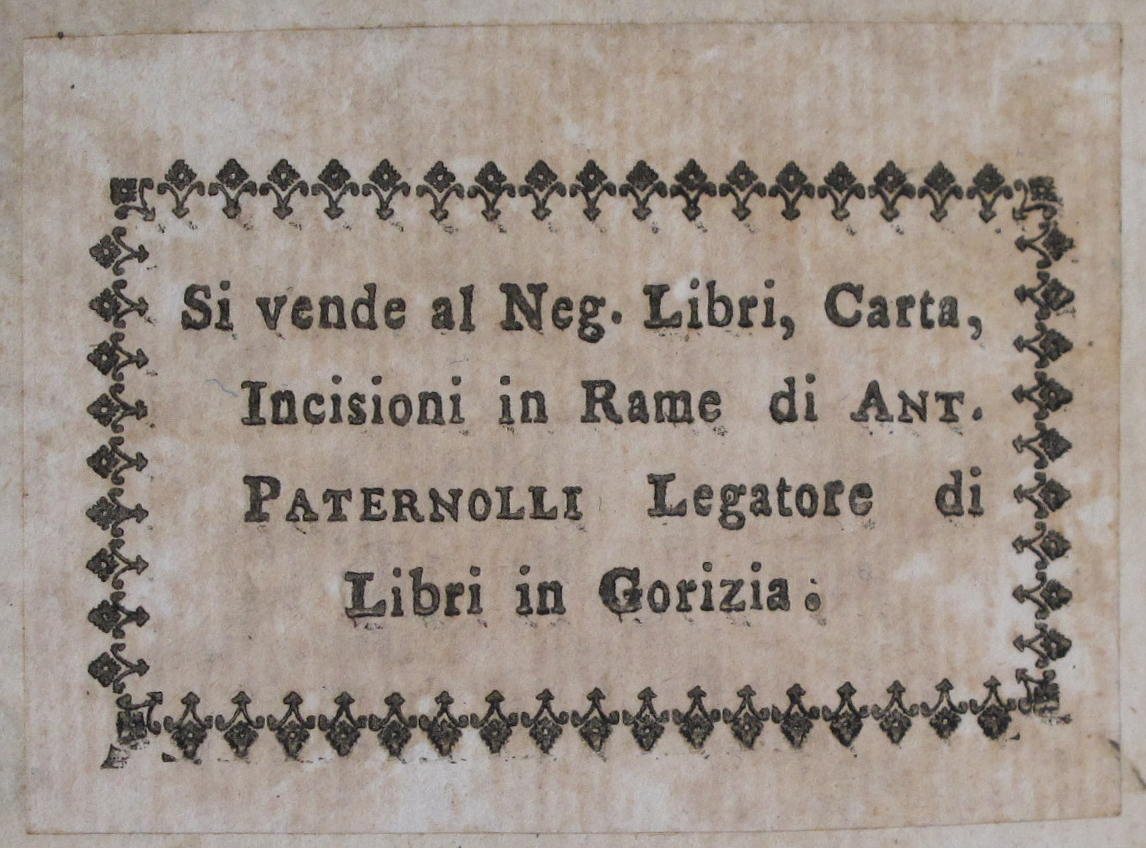 Si vende al Neg. Libri, Carta,
Incisioni in Rame di ANT.
PATERNOLLI Legatore di
Libri in Gorizia.